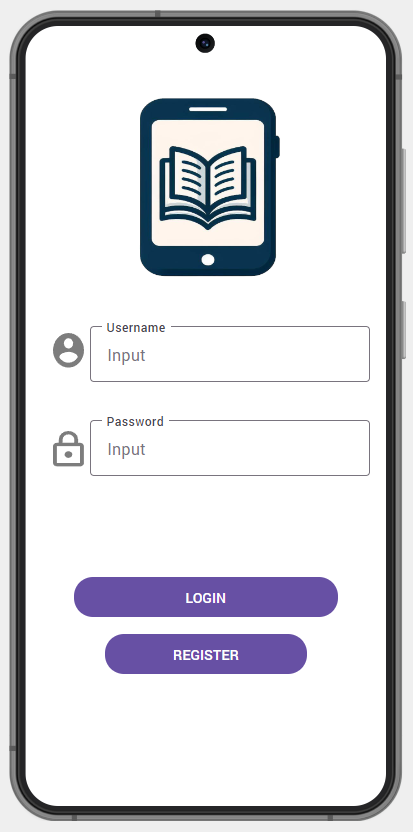 Username
Input
Password
Input
LOGIN
REGISTER